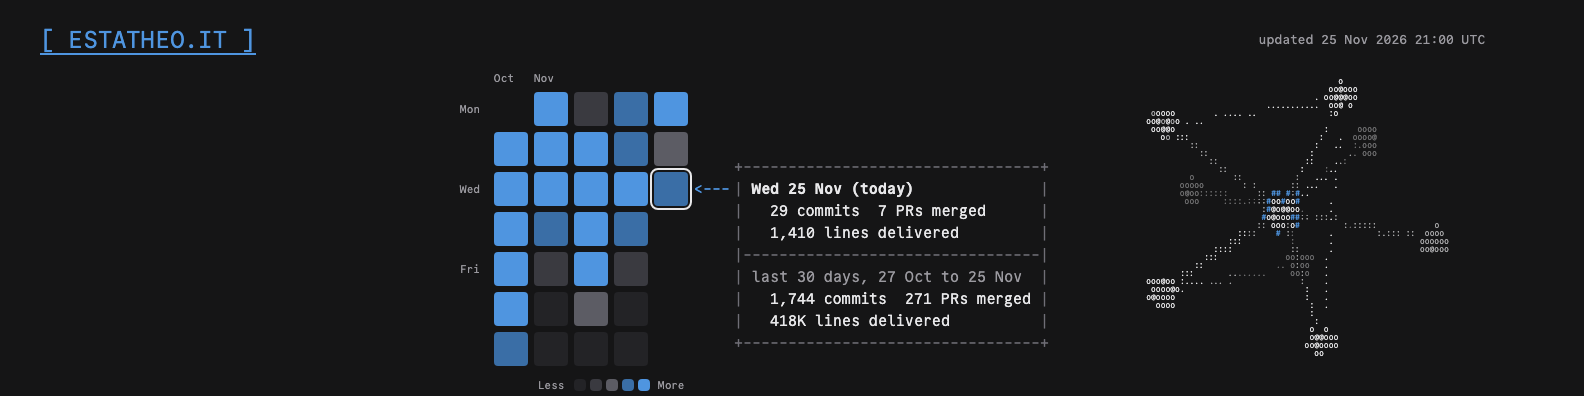 [ ESTATHEO.IT ]
updated 25 Nov 2026 21:00 UTC
Oct Nov
Mon
Wed
Fri
Less More
<--- Wed 25 Nov (today)
29 commits 7 PRs merged
1,410 lines delivered
last 30 days, 27 Oct to 25 Nov
1,744 commits 271 PRs merged
418K lines delivered